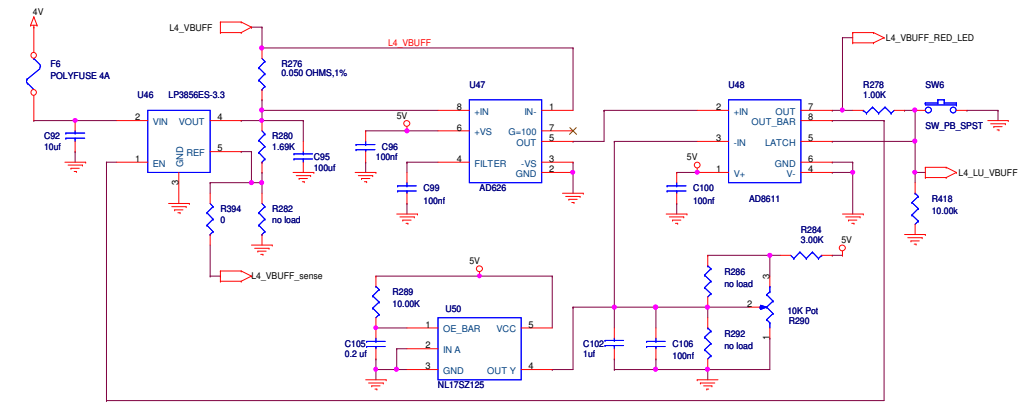 4V
F6
POLYFUSE 4A
L4_VBUFF
L4_VBUFF
R276
0.050 OHMS,1%
U46
LP3856ES-3.3
2
VIN
VOUT
4
REF
5
1
EN
GND
3
C92
10uf
R280
1.69K
C95
100uf
R394
0
R282
no load
L4_VBUFF_sense
5V
C96
100nf
C99
100nf
U47
8
+IN
IN-
1
6
+VS
G=100
7
OUT
5
4
FILTER
-VS
3
GND
2
AD626
U48
2
+IN
OUT
7
OUT_BAR
8
3
-IN
LATCH
5
GND
6
1
V+
V-
4
AD8611
5V
C100
100nf
L4_VBUFF_RED_LED
R278
1.00K
SW6
SW_PB_SPST
L4_LU_VBUFF
R418
10.00k
R284
3.00K
5V
R286
no load
R292
no load
3
2
1
10K Pot
R290
5V
R289
10.00K
C105
0.2 uf
U50
1
OE_BAR
VCC
5
2
IN A
3
GND
OUT Y
4
NL17SZ125
C102
1uf
C106
100nf